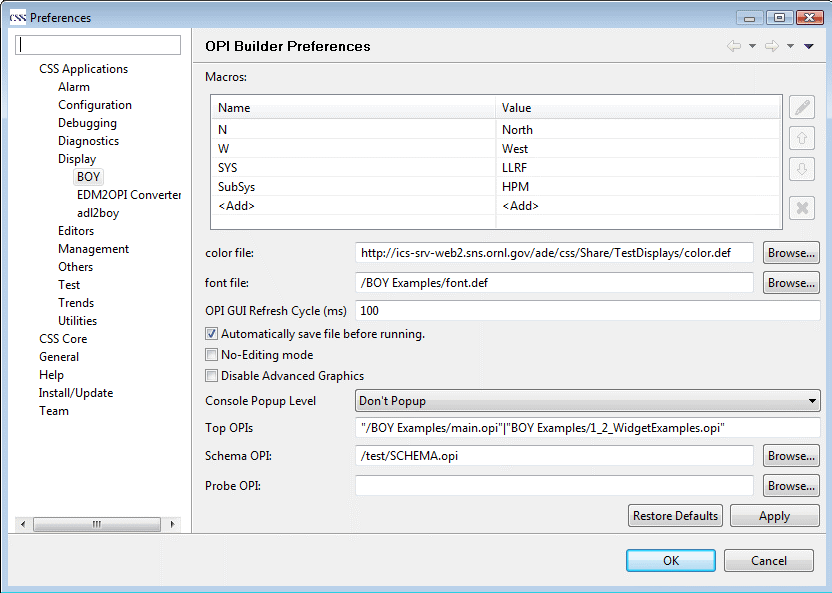 CSS Preferences
OPI Builder Preferences
CSS Applications
Alarm
Configuration
Debugging
Diagnostics
Display
BOY
EDM2OPI Converter
adl2boy
Editors
Management
Others
Test
Trends
Utilities
CSS Core
General
Help
Install/Update
Team
Macros:
Name Value
N North
W West
SYS LLRF
SubSys HPM
<Add> <Add>
color file: http://ics-srv-web2.sns.ornl.gov/ade/css/Share/TestDisplays/color.def Browse...
font file: /BOY Examples/font.def Browse...
OPI GUI Refresh Cycle (ms) 100
Automatically save file before running.
No-Editing mode
Disable Advanced Graphics
Console Popup Level Don't Popup
Top OPIs "/BOY Examples/main.opi"|"BOY Examples/1_2_WidgetExamples.opi"
Schema OPI: /test/SCHEMA.opi Browse...
Probe OPI: Browse...
Restore Defaults Apply
OK Cancel